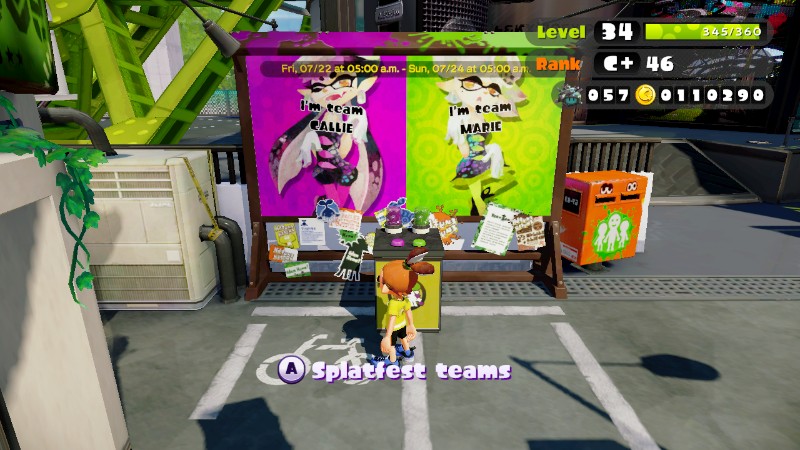 Level 34 345/360
Fri, 07/22 at 05:00 a.m. - Sun, 07/24 at 05:00 a.m.
Rank C+ 46
057 0110290
I'm team
CALLIE
I'm team
MARIE
A Splatfest teams